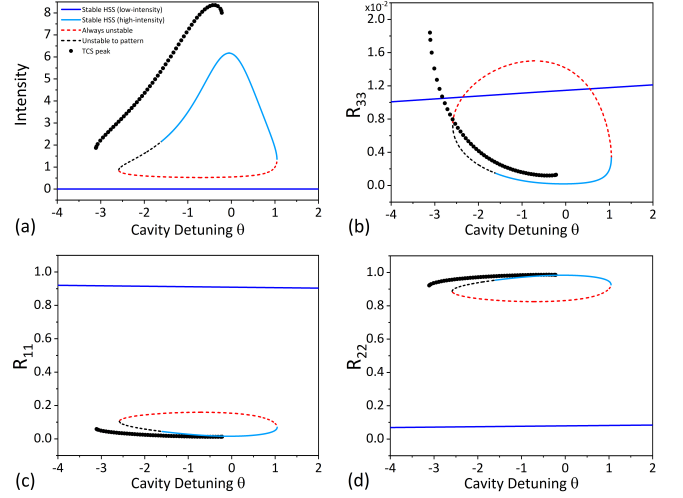 Stable HSS (low-intensity)
Stable HSS (high-intensity)
Always unstable
Unstable to pattern
TCS peak
9
8
7
6
5
4
3
2
1
0
Intensity
-4 -3 -2 -1 0 1 2
(a) Cavity Detuning θ
x10⁻²
1.8
1.5
1.2
0.9
0.6
0.4
0.2
0.0
R₃₃
-4 -3 -2 -1 0 1 2
(b) Cavity Detuning θ
1.0
0.8
0.6
0.4
0.2
0.0
R₁₁
-4 -3 -2 -1 0 1 2
(c) Cavity Detuning θ
1.0
0.8
0.6
0.4
0.2
0.0
R₂₂
-4 -3 -2 -1 0 1 2
(d) Cavity Detuning θ